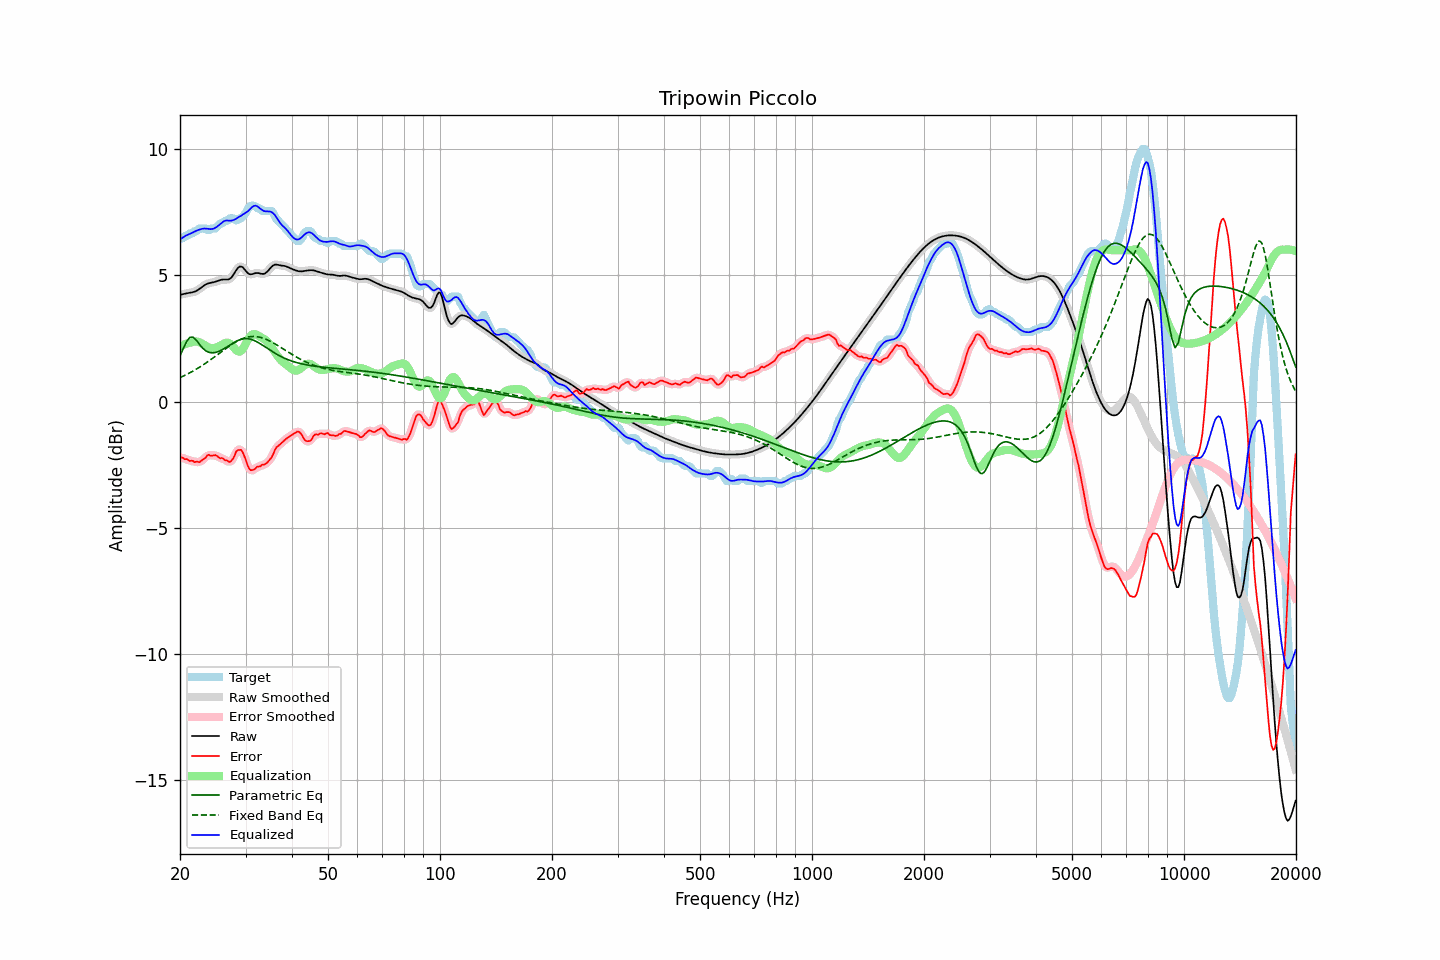 Tripowin Piccolo
Amplitude (dBr)
10
5
0
−5
−10
−15
Target
Raw Smoothed
Error Smoothed
Raw
Error
Equalization
Parametric Eq
Fixed Band Eq
Equalized
20 50 100 200 500 1000 2000 5000 10000 20000
Frequency (Hz)